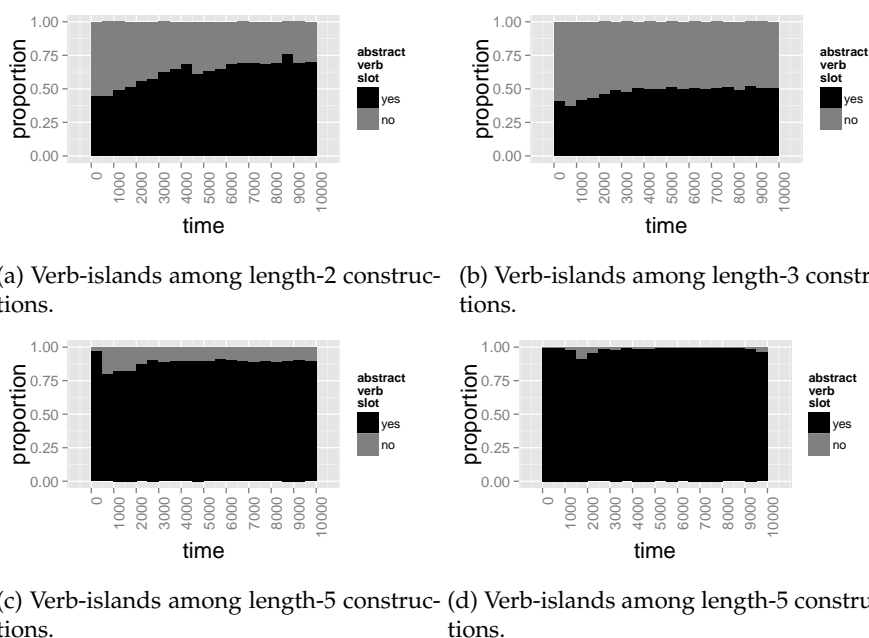 1.00
0.75
0.50
0.25
0.00
proportion
0
1000
2000
3000
4000
5000
6000
7000
8000
9000
10000
time
abstract
verb
slot
yes
no
1.00
0.75
0.50
0.25
0.00
proportion
0
1000
2000
3000
4000
5000
6000
7000
8000
9000
10000
time
abstract
verb
slot
yes
no
(a) Verb-islands among length-2 construc-
tions.
(b) Verb-islands among length-3 constr
tions.
1.00
0.75
0.50
0.25
0.00
proportion
0
1000
2000
3000
4000
5000
6000
7000
8000
9000
10000
time
abstract
verb
slot
yes
no
1.00
0.75
0.50
0.25
0.00
proportion
0
1000
2000
3000
4000
5000
6000
7000
8000
9000
10000
time
abstract
verb
slot
yes
no
(c) Verb-islands among length-5 construc-
tions.
(d) Verb-islands among length-5 constru
tions.